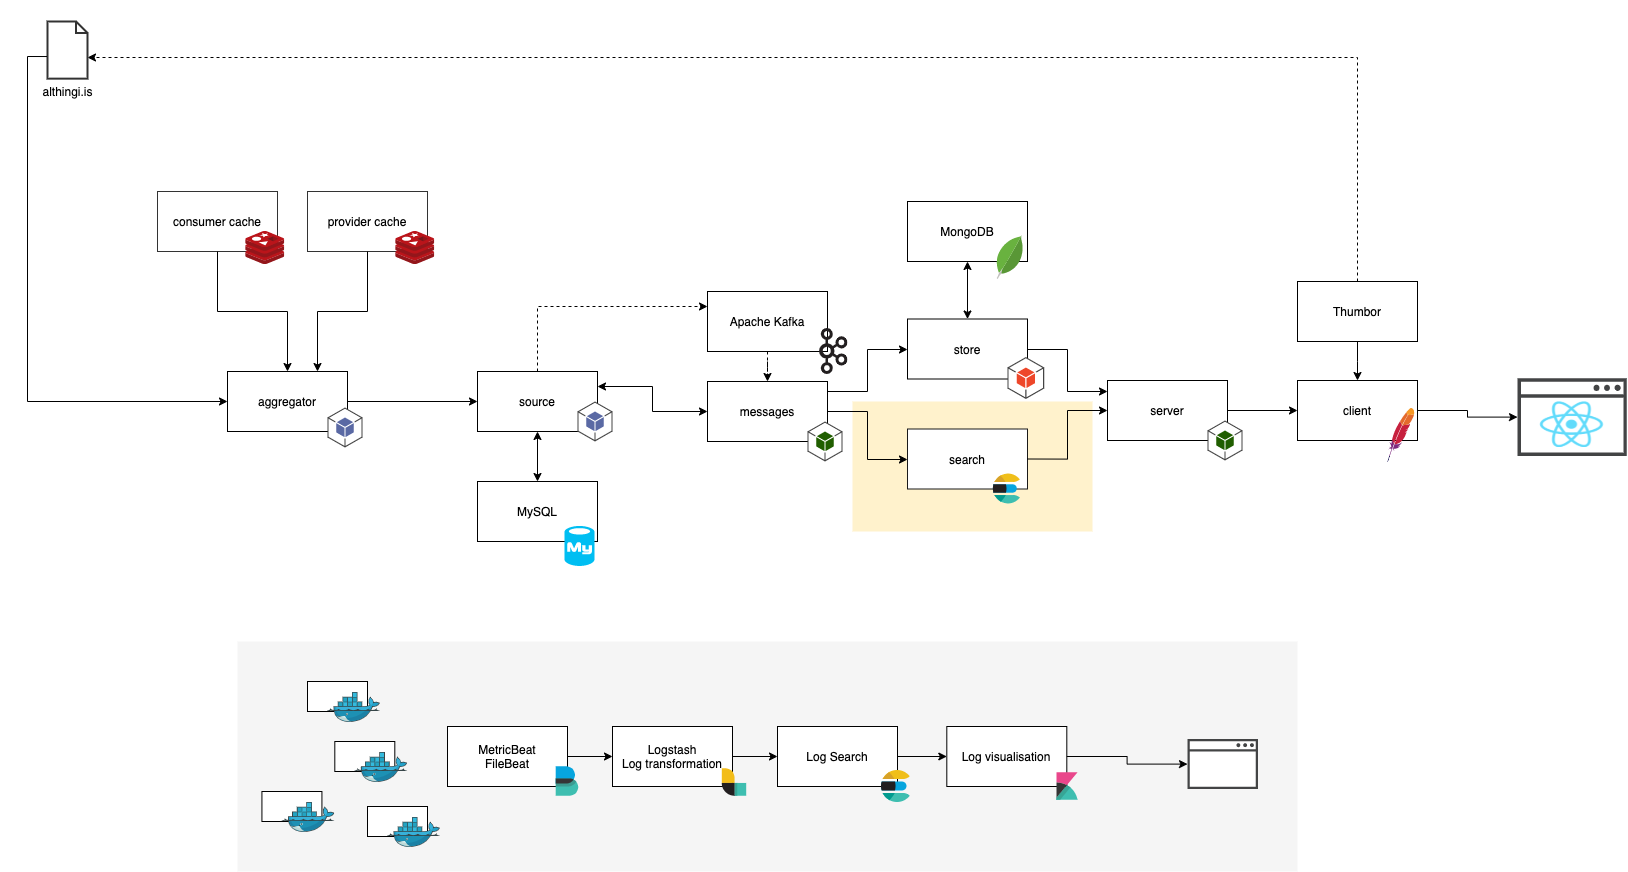 althingi.is
consumer cache
provider cache
MongoDB
Apache Kafka
Thumbor
store
aggregator
source
messages
server
client
search
MySQL
My
MetricBeat
FileBeat
Logstash
Log transformation
Log Search
Log visualisation